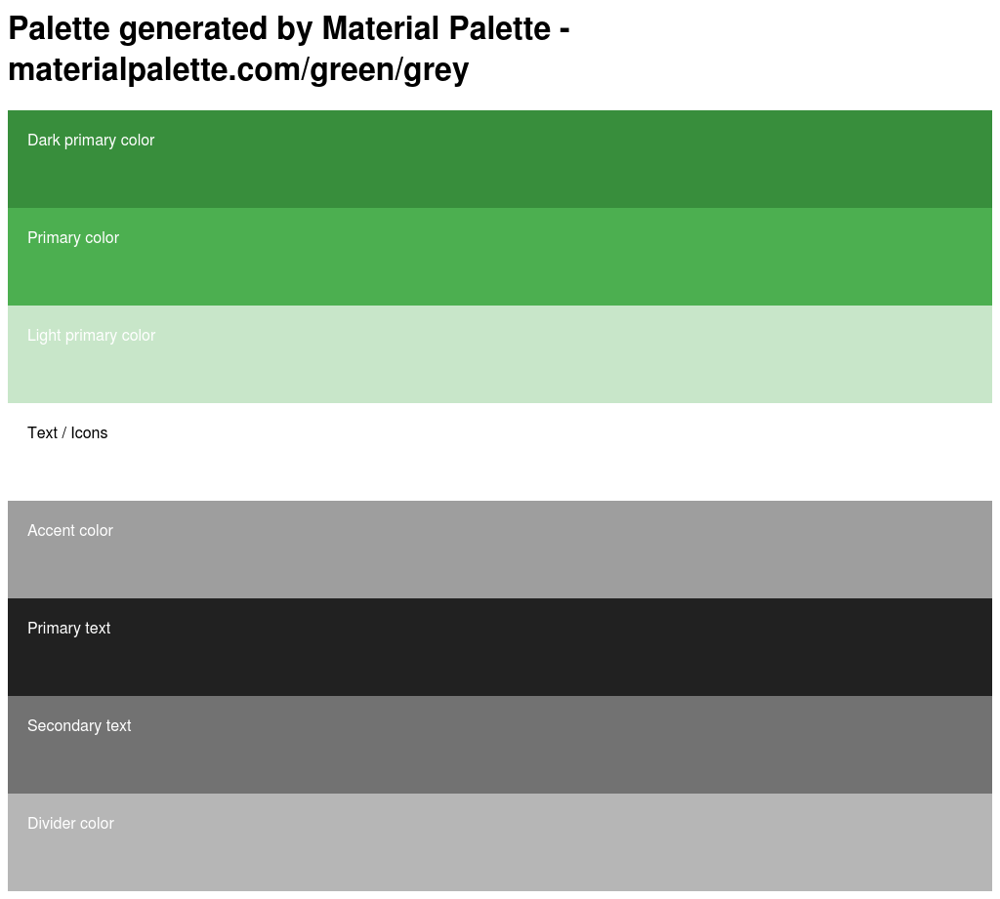 Palette generated by Material Palette -
materialpalette.com/green/grey
Dark primary color
Primary color
Light primary color
Text / Icons
Accent color
Primary text
Secondary text
Divider color